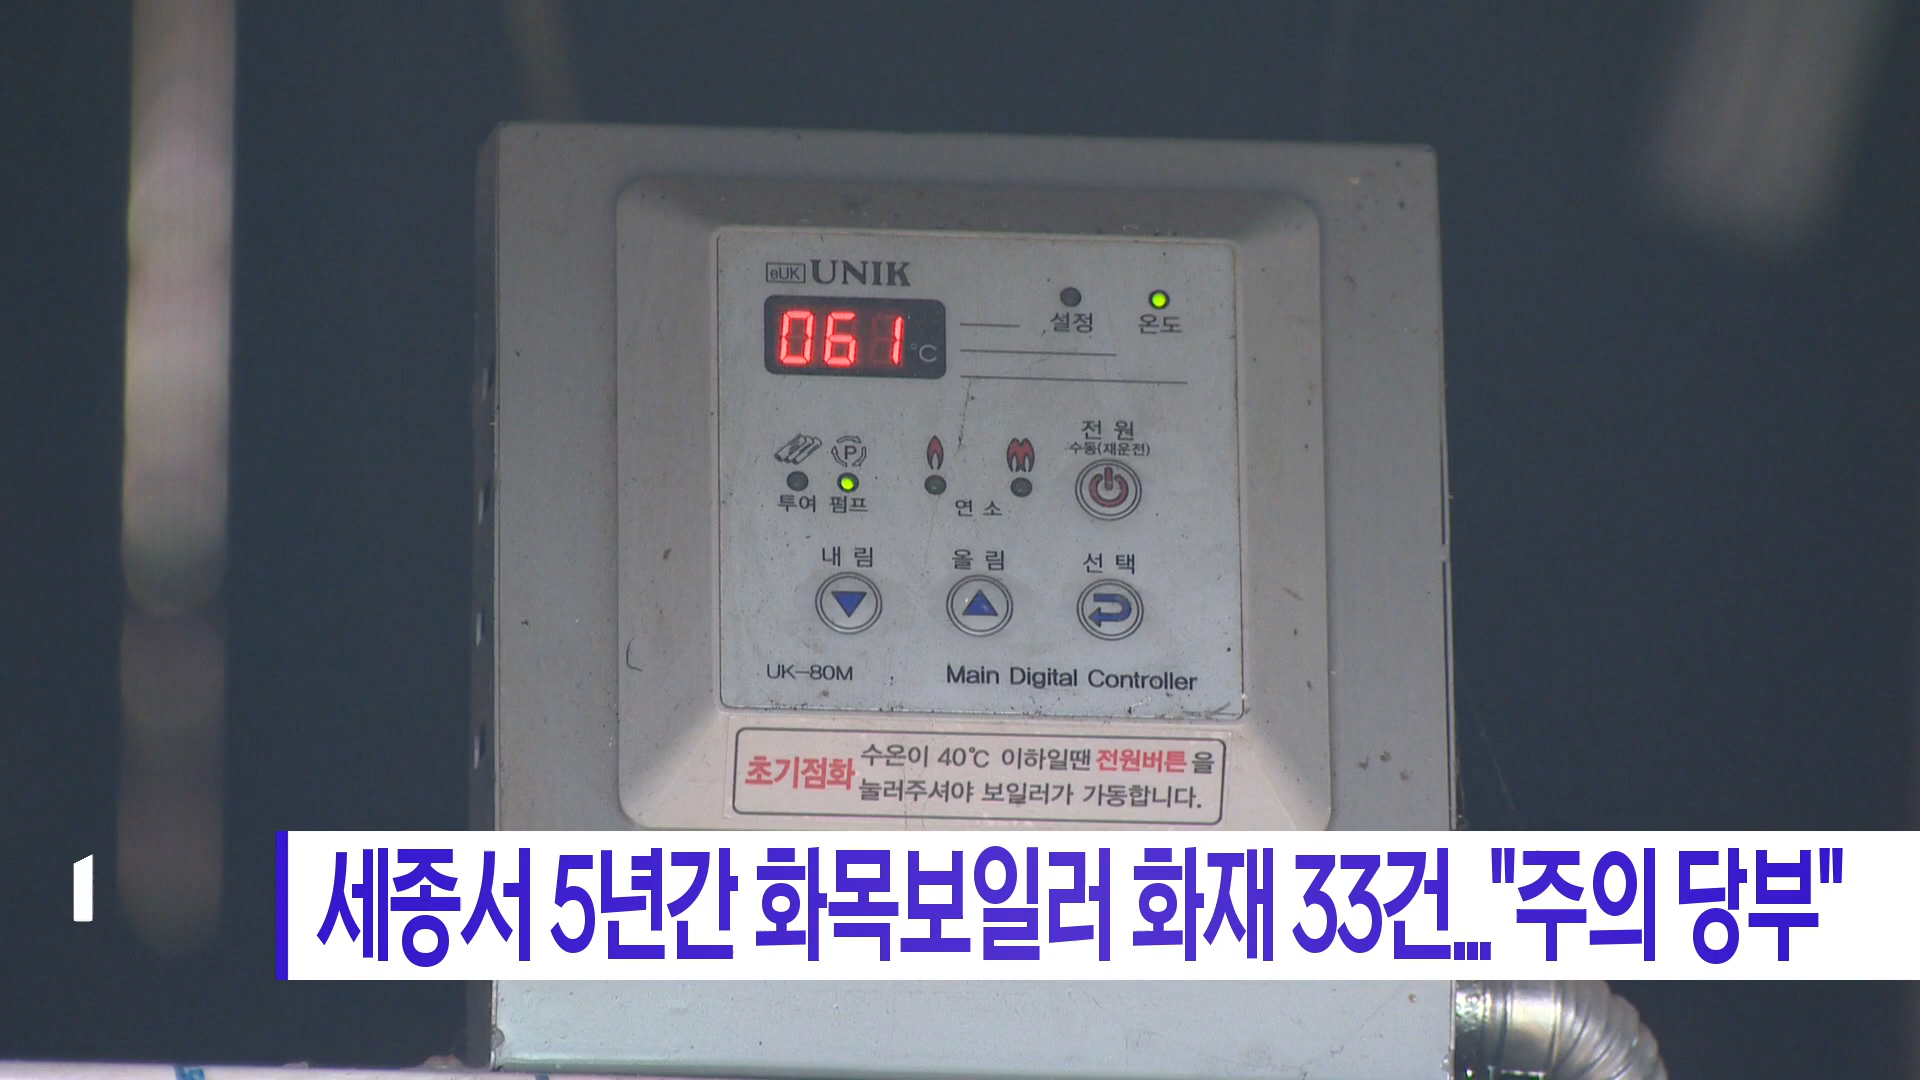 eUK UNIK
061 °C
설정 온도
전 원
수동(재운전)
P
투여 펌프 연 소
내 림 올 림 선 택
UK-80M Main Digital Controller
초기점화 수온이 40℃ 이하일땐 전원버튼을
눌러주셔야 보일러가 가동합니다.
1
세종서 5년간 화목보일러 화재 33건..."주의 당부"